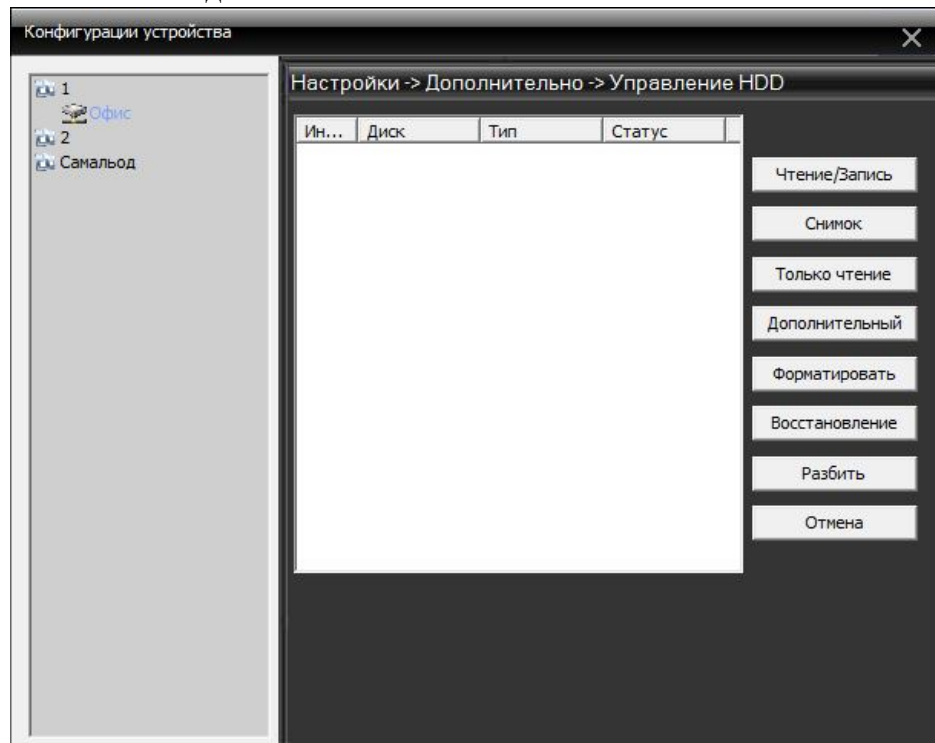 Конфигурации устройства
1
Офис
2
Самальод
Настройки -> Дополнительно -> Управление HDD
Ин... Диск Тип Статус
Чтение/Запись
Снимок
Только чтение
Дополнительный
Форматировать
Восстановление
Разбить
Отмена